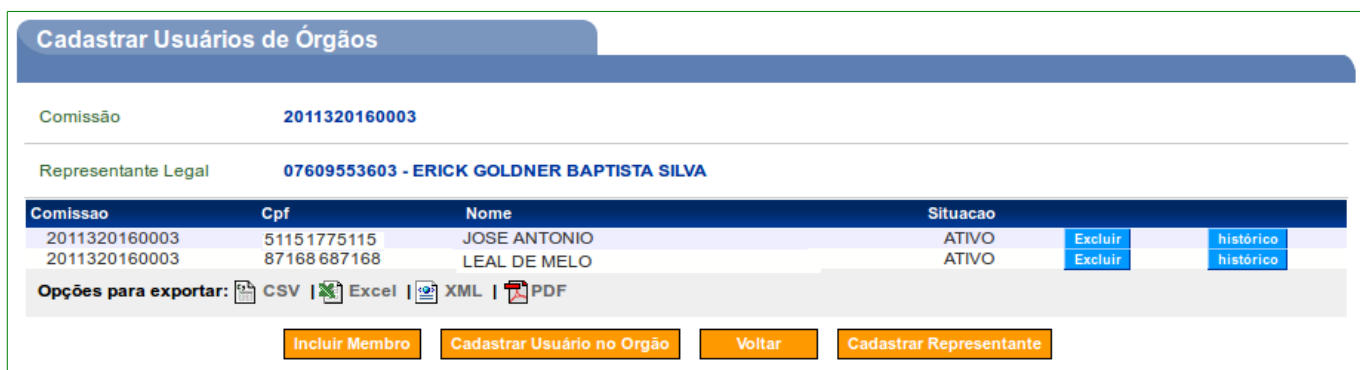 Cadastrar Usuários de Órgãos
Comissão 2011320160003
Representante Legal 07609553603 - ERICK GOLDNER BAPTISTA SILVA
Comissao Cpf Nome Situacao
2011320160003 51151775115 JOSE ANTONIO ATIVO Excluir histórico
2011320160003 87168687168 LEAL DE MELO ATIVO Excluir histórico
Opções para exportar: CSV | Excel | XML | PDF
Incluir Membro Cadastrar Usuário no Orgão Voltar Cadastrar Representante